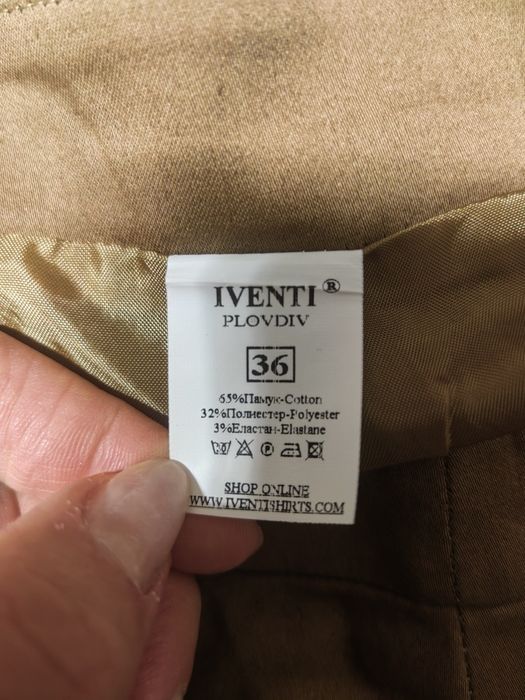 IVENTI®
PLOVDIV
36
65%Памук-Cotton
32%Полиестер-Polyester
3%Еластан-Elastane
SHOP ONLINE
WWW.IVENTISHIRTS.COM